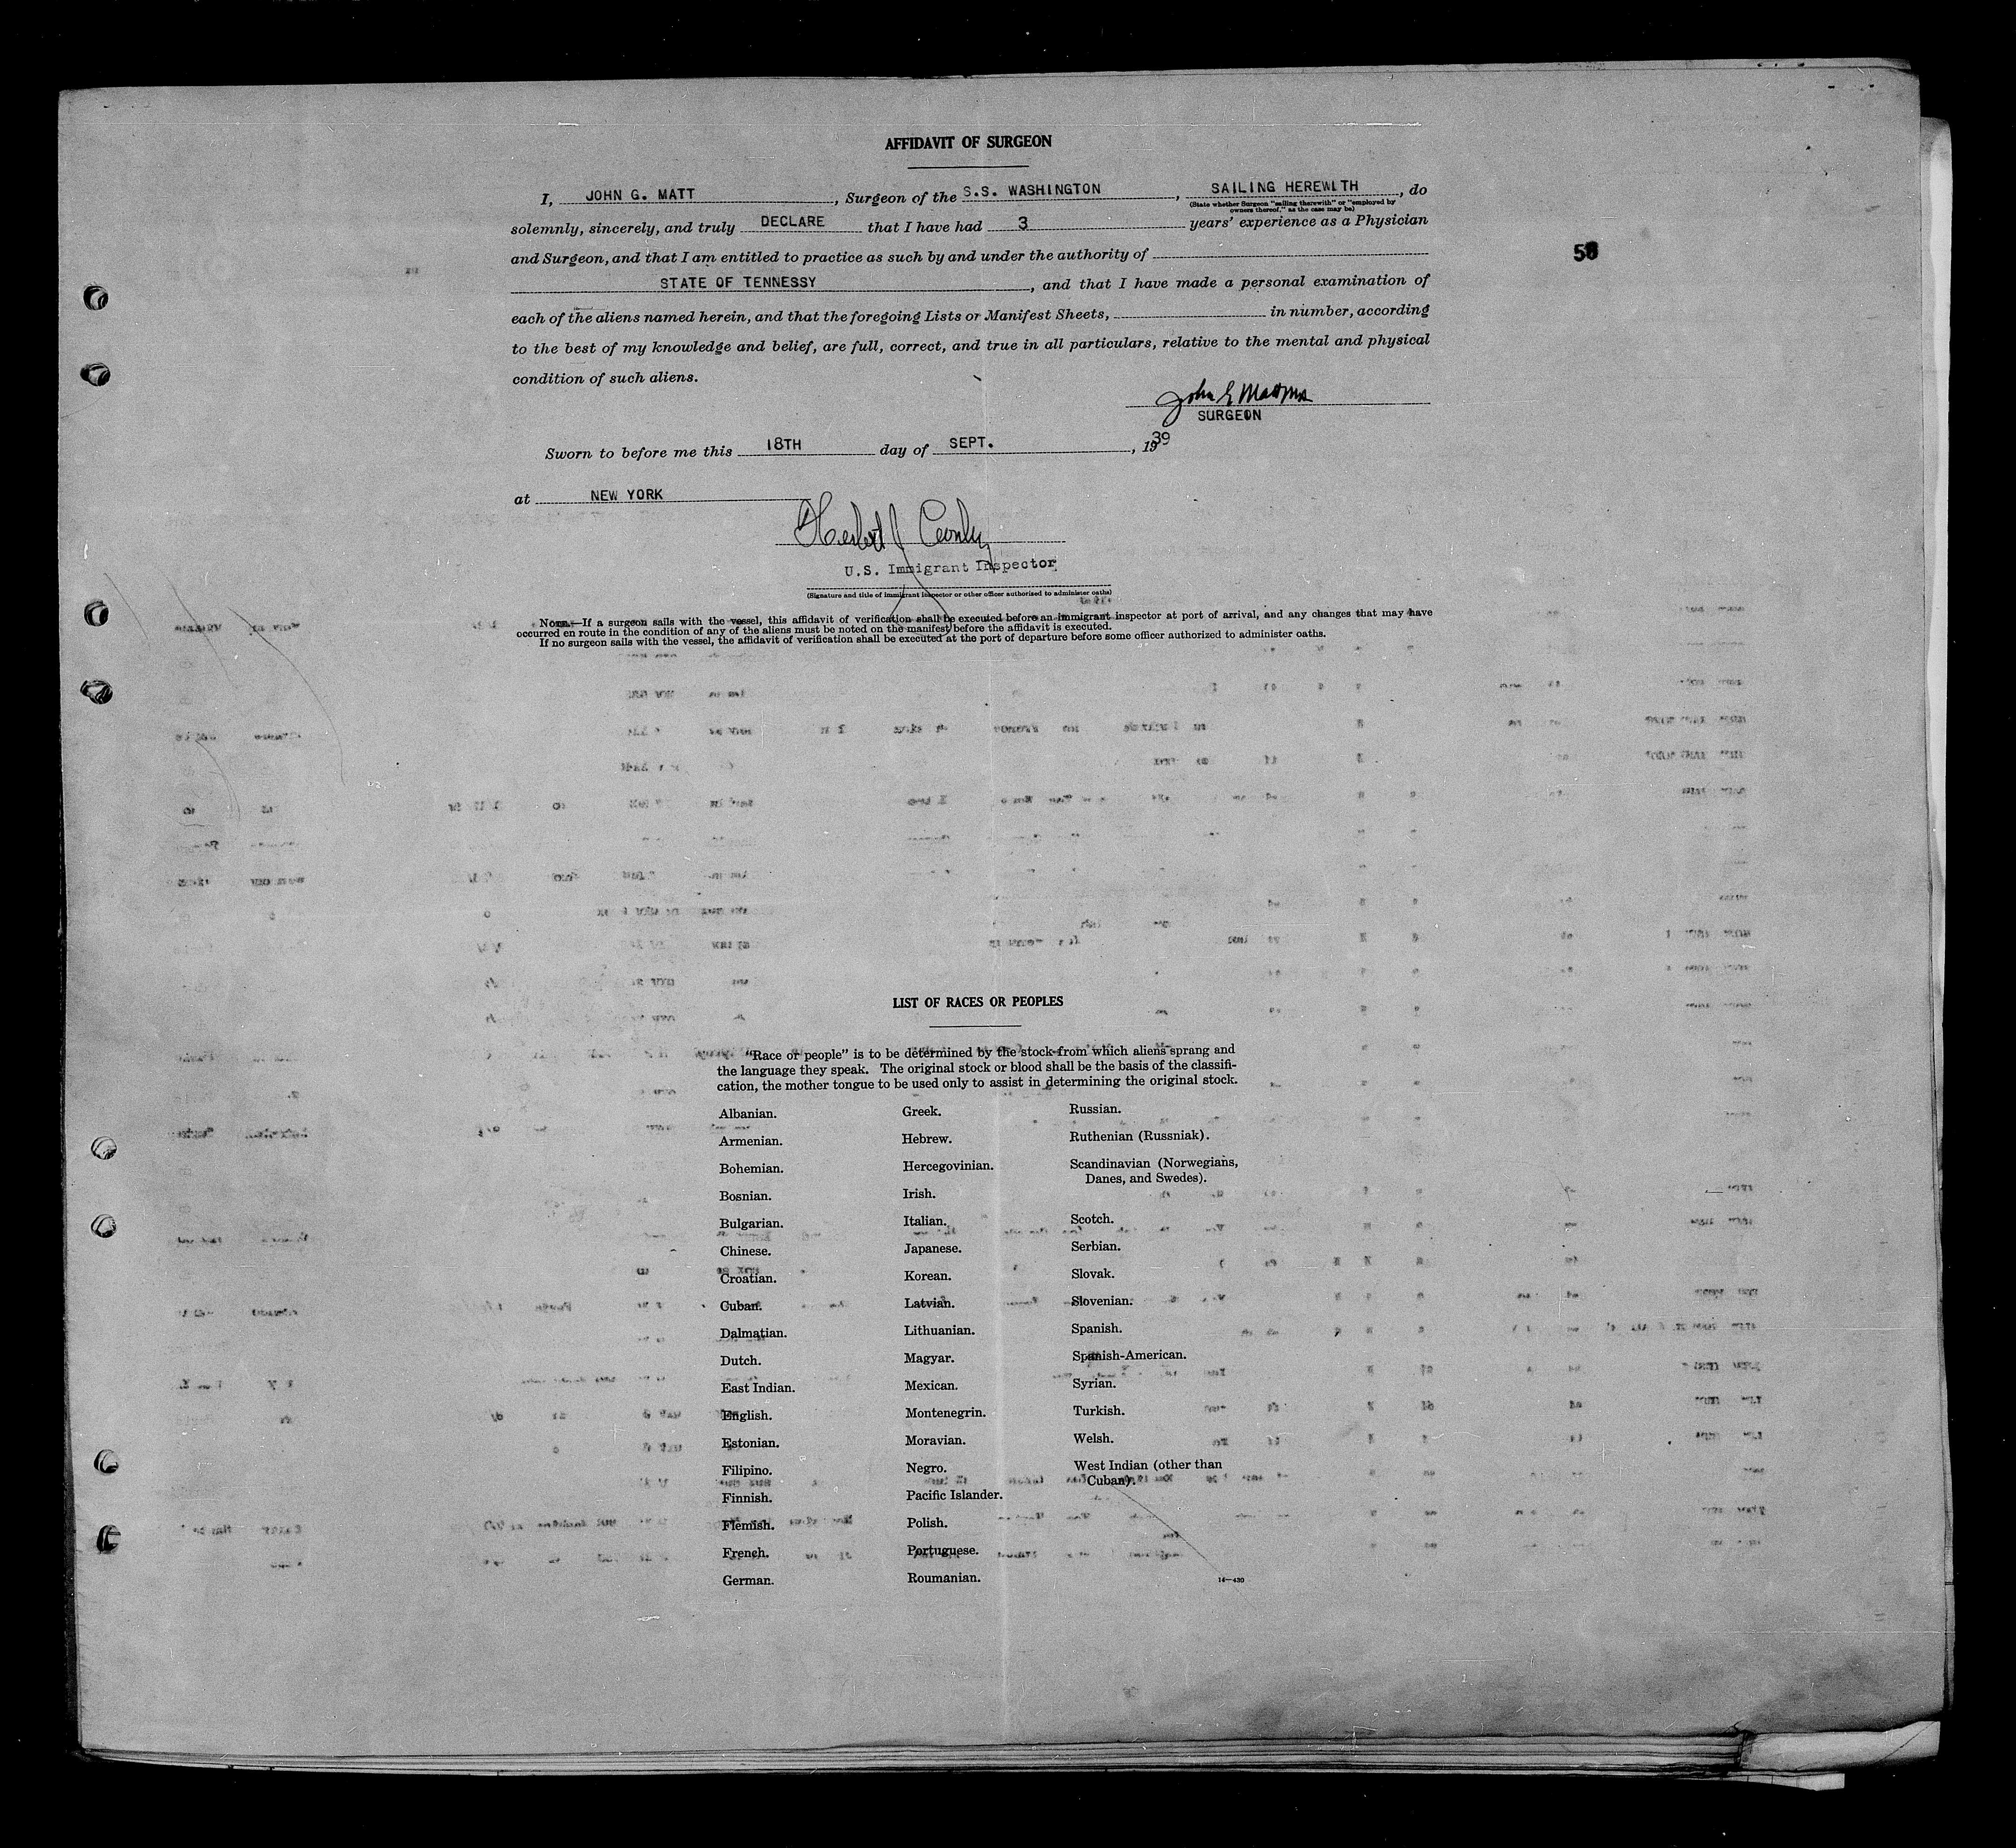 AFFIDAVIT OF SURGEON
I, JOHN G. MATT, Surgeon of the S.S. WASHINGTON, SAILING HEREWITH, do
(State whether Surgeon "sailing therewith" or "employed by
owners thereof," as the case may be)
solemnly, sincerely, and truly DECLARE that I have had 3 years' experience as a Physician
and Surgeon, and that I am entitled to practice as such by and under the authority of
STATE OF TENNESSY, and that I have made a personal examination of
each of the aliens named herein, and that the foregoing Lists or Manifest Sheets, in number, according
to the best of my knowledge and belief, are full, correct, and true in all particulars, relative to the mental and physical
condition of such aliens.
John G Matt MD
SURGEON
Sworn to before me this 18TH day of SEPT., 1939
at NEW YORK
Herbert J
U.S. Immigrant Inspector
(Signature and title of immigrant inspector or other officer authorized to administer oaths)
NOTE.—If a surgeon sails with the vessel, this affidavit of verification shall be executed before an immigrant inspector at port of arrival, and any changes that may have
occurred en route in the condition of any of the aliens must be noted on the manifest before the affidavit is executed.
If no surgeon sails with the vessel, the affidavit of verification shall be executed at the port of departure before some officer authorized to administer oaths.
LIST OF RACES OR PEOPLES
"Race or people" is to be determined by the stock from which aliens sprang and
the language they speak. The original stock or blood shall be the basis of the classifi-
cation, the mother tongue to be used only to assist in determining the original stock.
Albanian.
Armenian.
Bohemian.
Bosnian.
Bulgarian.
Chinese.
Croatian.
Cuban.
Dalmatian.
Dutch.
East Indian.
English.
Estonian.
Filipino.
Finnish.
Flemish.
French.
German.
Greek.
Hebrew.
Hercegovinian.
Irish.
Italian.
Japanese.
Korean.
Latvian.
Lithuanian.
Magyar.
Mexican.
Montenegrin.
Moravian.
Negro.
Pacific Islander.
Polish.
Portuguese.
Roumanian.
Russian.
Ruthenian (Russniak).
Scandinavian (Norwegians,
Danes, and Swedes).
Scotch.
Serbian.
Slovak.
Slovenian.
Spanish.
Spanish-American.
Syrian.
Turkish.
Welsh.
West Indian (other than
Cuban).
14—430